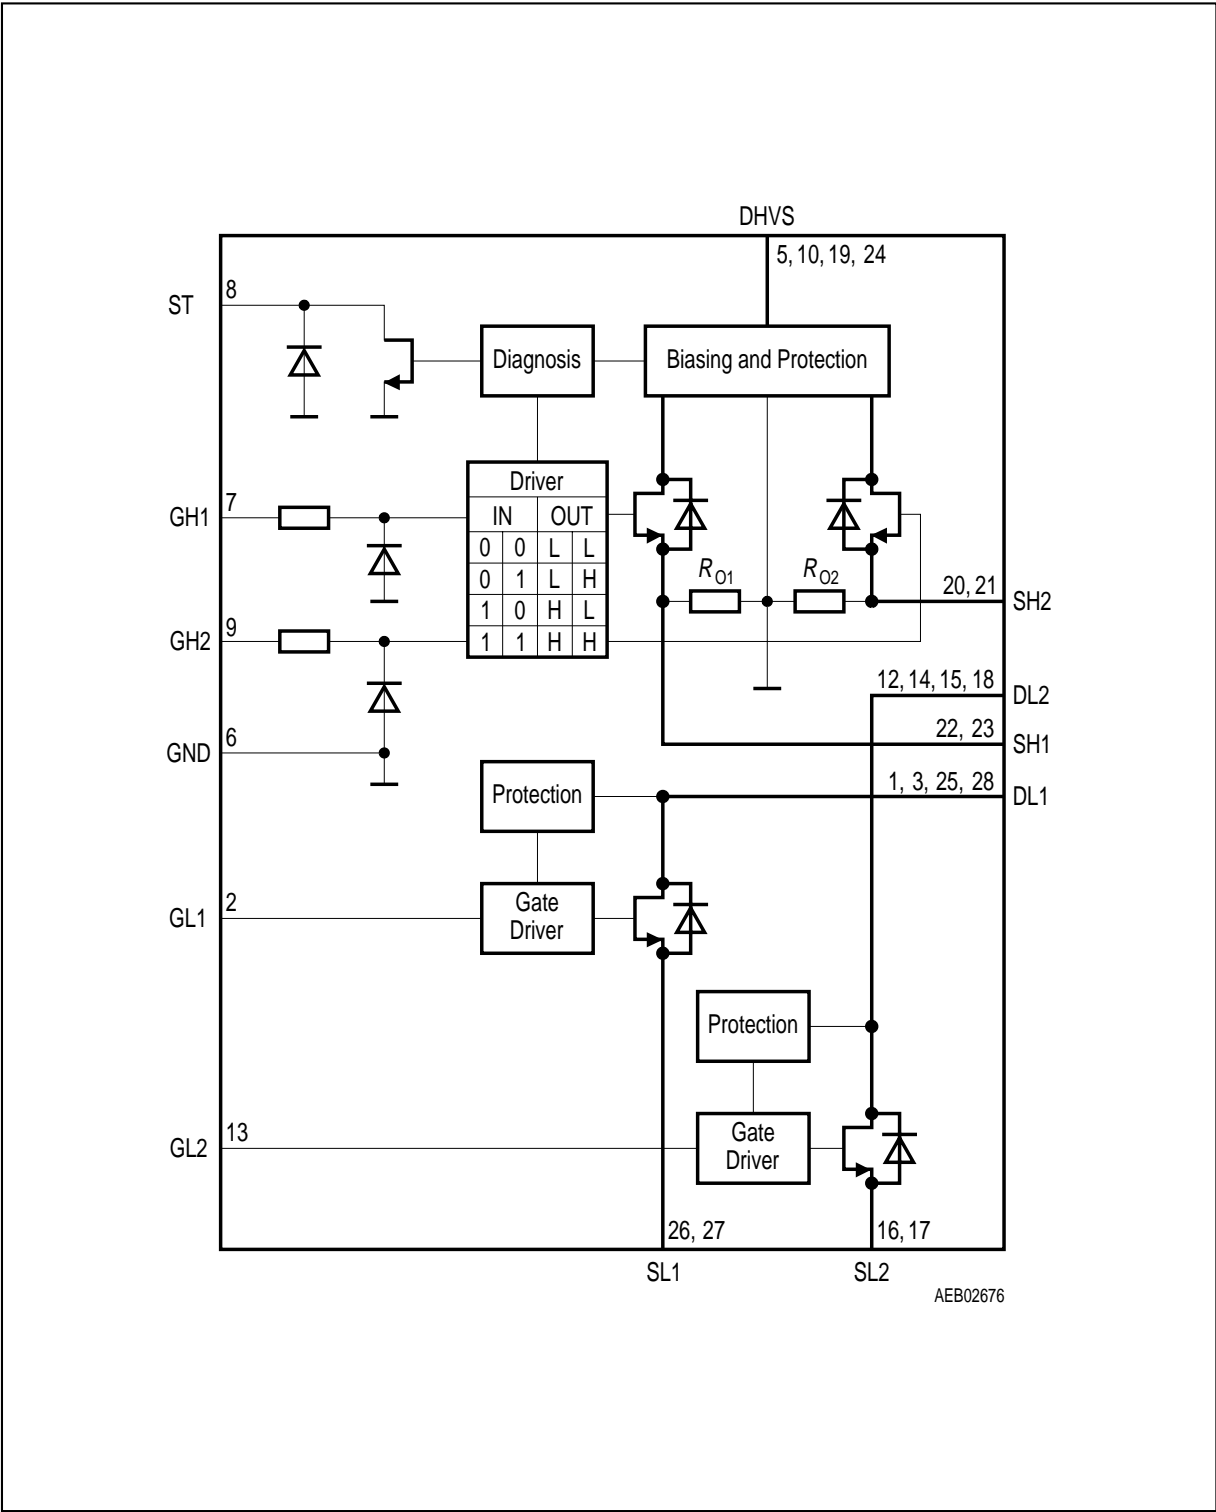 DHVS
5, 10, 19, 24
8
ST
Diagnosis
Biasing and Protection
Driver
IN OUT
0 0 L L
0 1 L H
1 0 H L
1 1 H H
7
GH1
RO1
RO2
20, 21
SH2
9
GH2
12, 14, 15, 18
DL2
22, 23
SH1
6
GND
Protection
1, 3, 25, 28
DL1
2
GL1
Gate
Driver
Protection
13
GL2
Gate
Driver
26, 27
16, 17
SL1
SL2
AEB02676